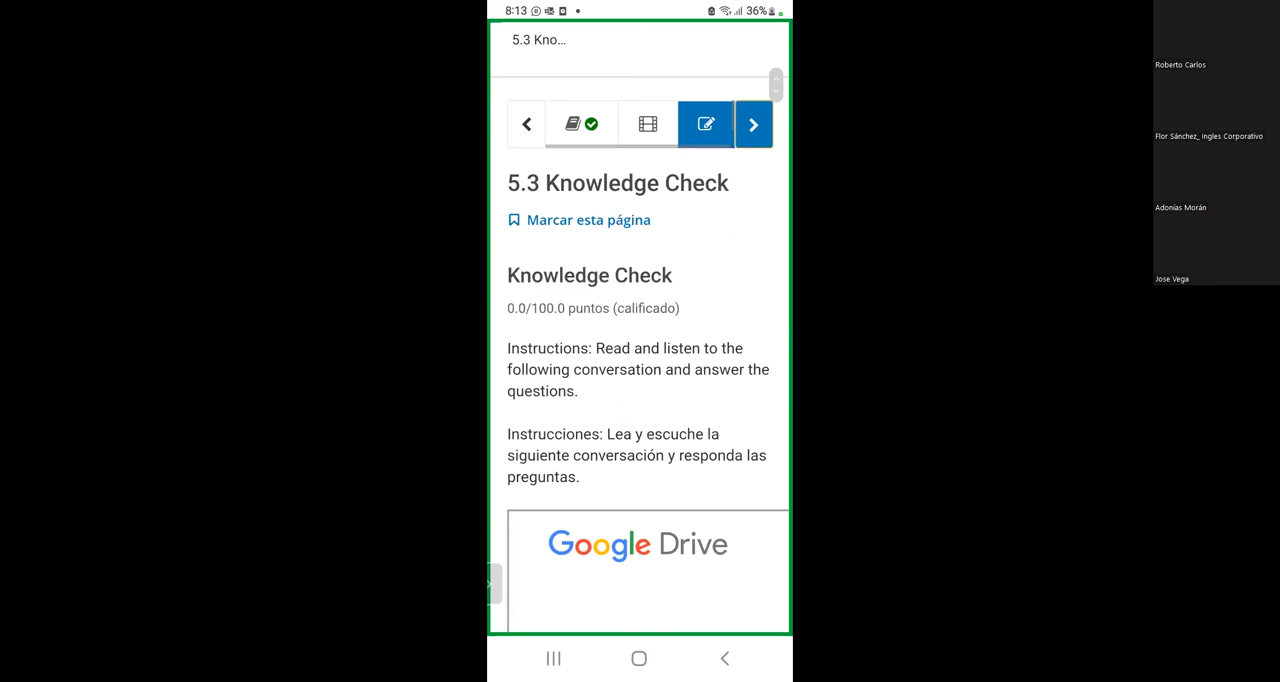 8:13
36%
5.3 Kno...
5.3 Knowledge Check
Marcar esta página
Knowledge Check
0.0/100.0 puntos (calificado)
Instructions: Read and listen to the
following conversation and answer the
questions.
Instrucciones: Lea y escuche la
siguiente conversación y responda las
preguntas.
Google Drive
Roberto Carlos
Flor Sánchez_ Ingles Corporativo
Adonías Morán
Jose Vega